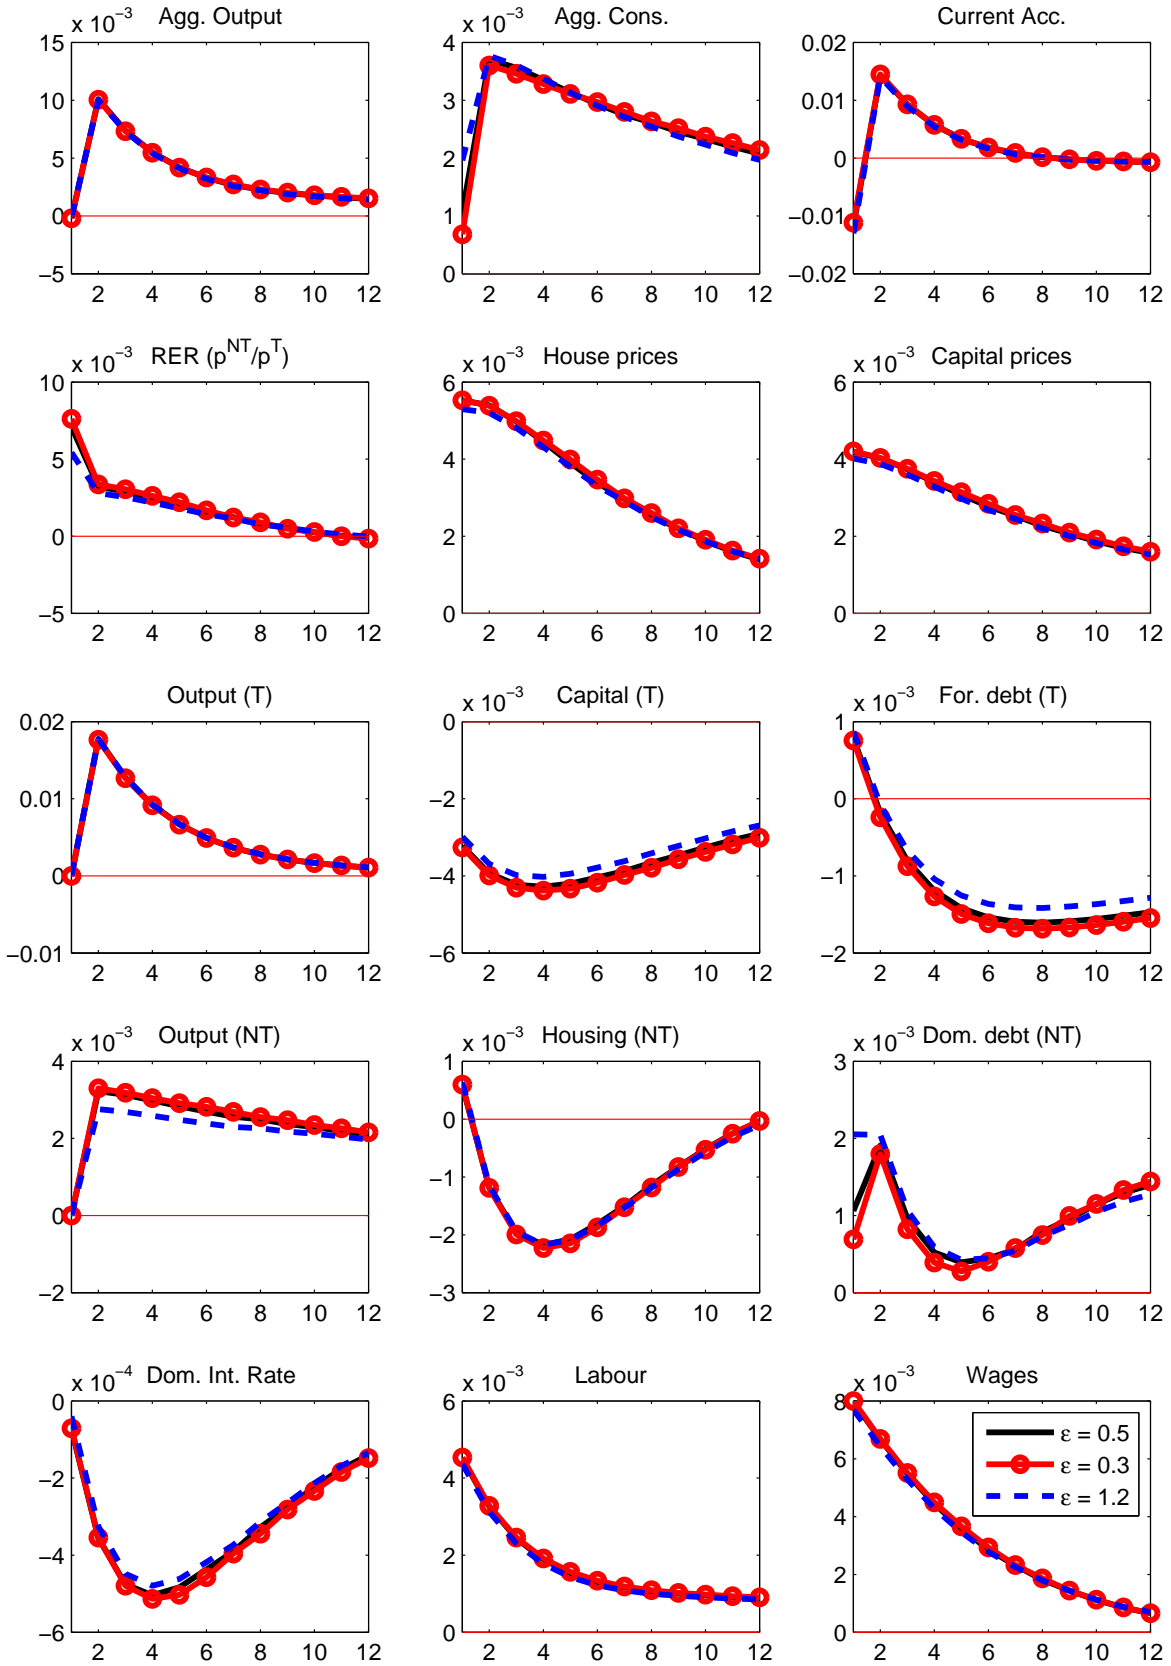 x 10⁻³ Agg. Output
15
10
5
0
−5
2 4 6 8 10 12
x 10⁻³ Agg. Cons.
4
3
2
1
0
2 4 6 8 10 12
Current Acc.
0.02
0.01
0
−0.01
−0.02
2 4 6 8 10 12
x 10⁻³ RER (p^NT/p^T)
10
5
0
−5
2 4 6 8 10 12
x 10⁻³ House prices
6
4
2
0
2 4 6 8 10 12
x 10⁻³ Capital prices
6
4
2
0
2 4 6 8 10 12
Output (T)
0.02
0.01
0
−0.01
2 4 6 8 10 12
x 10⁻³ Capital (T)
0
−2
−4
−6
2 4 6 8 10 12
x 10⁻³ For. debt (T)
1
0
−1
−2
2 4 6 8 10 12
x 10⁻³ Output (NT)
4
2
0
−2
2 4 6 8 10 12
x 10⁻³ Housing (NT)
1
0
−1
−2
−3
2 4 6 8 10 12
x 10⁻³ Dom. debt (NT)
3
2
1
0
2 4 6 8 10 12
x 10⁻⁴ Dom. Int. Rate
0
−2
−4
−6
2 4 6 8 10 12
x 10⁻³ Labour
6
4
2
0
2 4 6 8 10 12
x 10⁻³ Wages
8
6
4
2
0
2 4 6 8 10 12
ε = 0.5
ε = 0.3
ε = 1.2